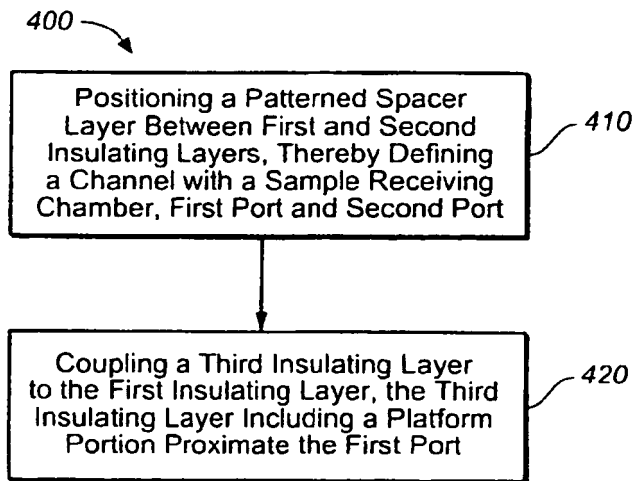 400
Positioning a Patterned Spacer
Layer Between First and Second
Insulating Layers, Thereby Defining
a Channel with a Sample Receiving
Chamber, First Port and Second Port
410
Coupling a Third Insulating Layer
to the First Insulating Layer, the Third
Insulating Layer Including a Platform
Portion Proximate the First Port
420